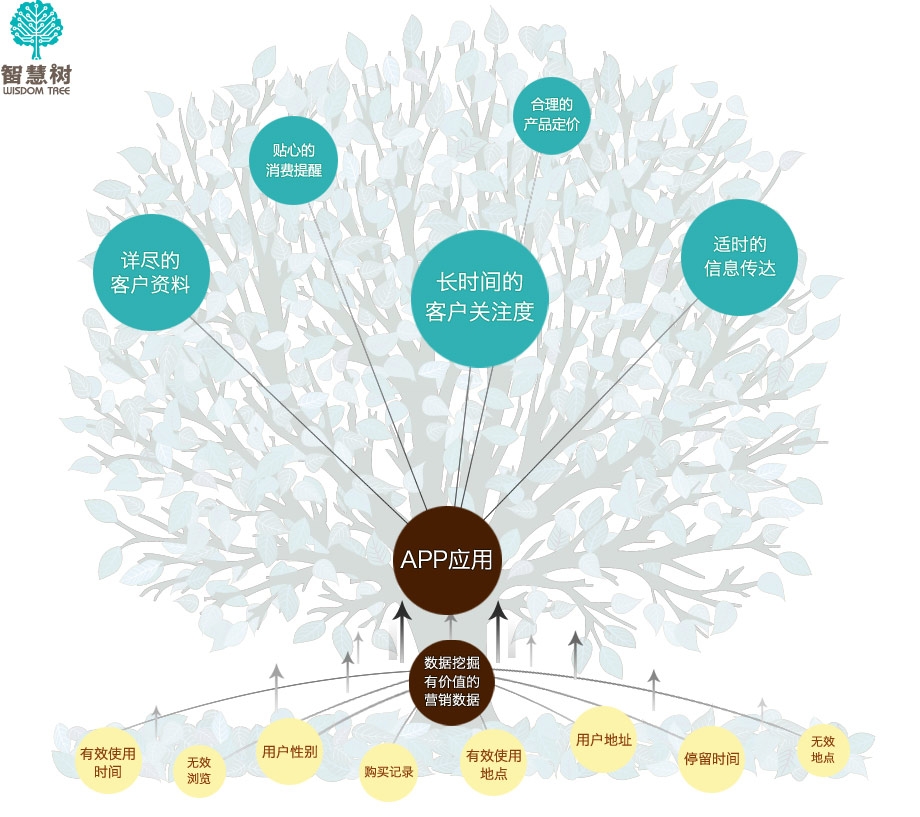 智慧树
WISDOM TREE
合理的
产品定价
贴心的
消费提醒
详尽的
客户资料
长时间的
客户关注度
适时的
信息传达
APP应用
数据挖掘
有价值的
营销数据
有效使用
时间
无效
浏览
用户性别
购买记录
有效使用
地点
用户地址
停留时间
无效
地点